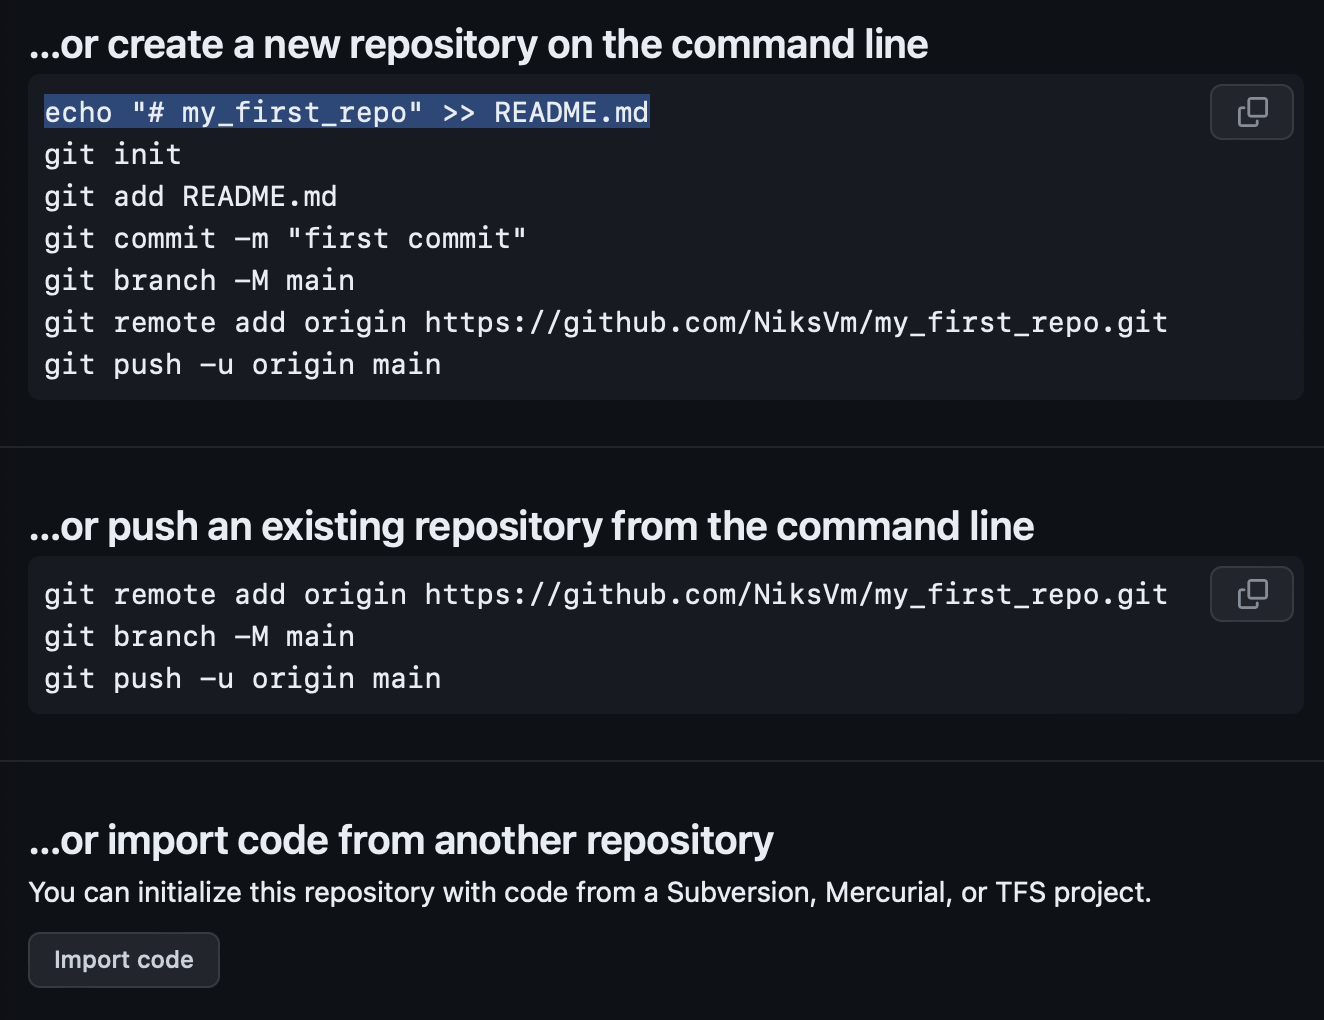 ...or create a new repository on the command line
echo "# my_first_repo" >> README.md
git init
git add README.md
git commit -m "first commit"
git branch -M main
git remote add origin https://github.com/NiksVm/my_first_repo.git
git push -u origin main
...or push an existing repository from the command line
git remote add origin https://github.com/NiksVm/my_first_repo.git
git branch -M main
git push -u origin main
...or import code from another repository
You can initialize this repository with code from a Subversion, Mercurial, or TFS project.
Import code